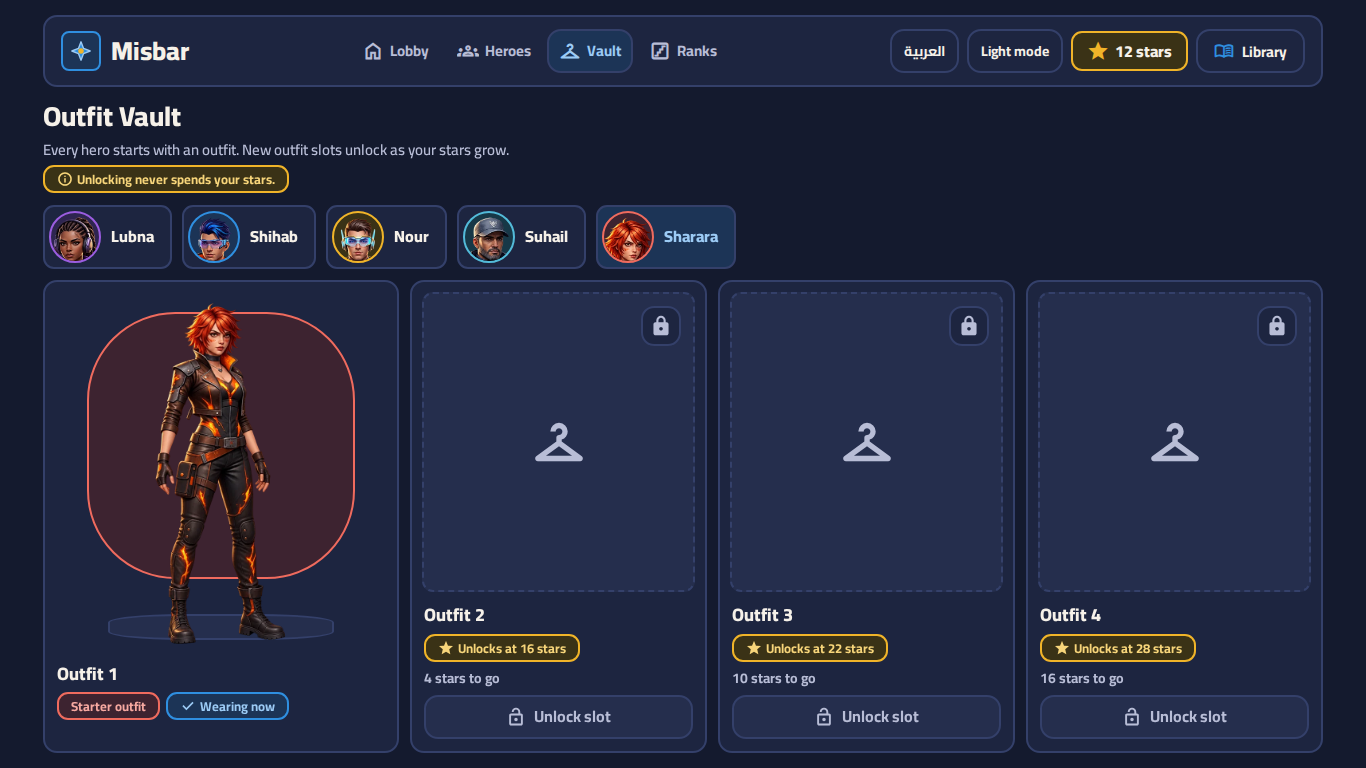 Misbar
Lobby
Heroes
Vault
Ranks
العربية
Light mode
12 stars
Library
Outfit Vault
Every hero starts with an outfit. New outfit slots unlock as your stars grow.
Unlocking never spends your stars.
Lubna
Shihab
Nour
Suhail
Sharara
Outfit 1
Starter outfit
Wearing now
Outfit 2
Unlocks at 16 stars
4 stars to go
Unlock slot
Outfit 3
Unlocks at 22 stars
10 stars to go
Unlock slot
Outfit 4
Unlocks at 28 stars
16 stars to go
Unlock slot